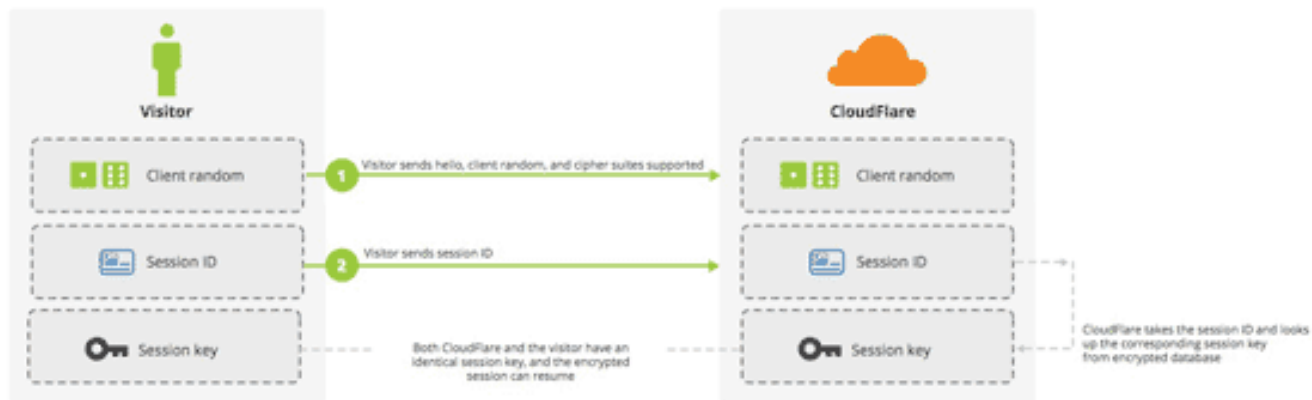 Visitor
CloudFlare
Client random
1
Visitor sends hello, client random, and cipher suites supported
Client random
Session ID
2
Visitor sends session ID
Session ID
Session key
Both CloudFlare and the visitor have an
identical session key, and the encrypted
session can resume
Session key
CloudFlare takes the session ID and looks
up the corresponding session key
from encrypted database